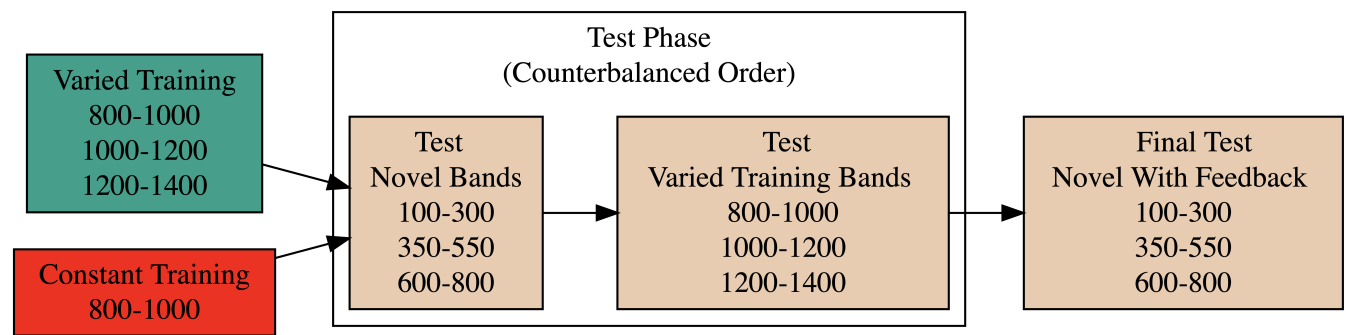 Varied Training
800-1000
1000-1200
1200-1400
Constant Training
800-1000
Test Phase
(Counterbalanced Order)
Test
Novel Bands
100-300
350-550
600-800
Test
Varied Training Bands
800-1000
1000-1200
1200-1400
Final Test
Novel With Feedback
100-300
350-550
600-800